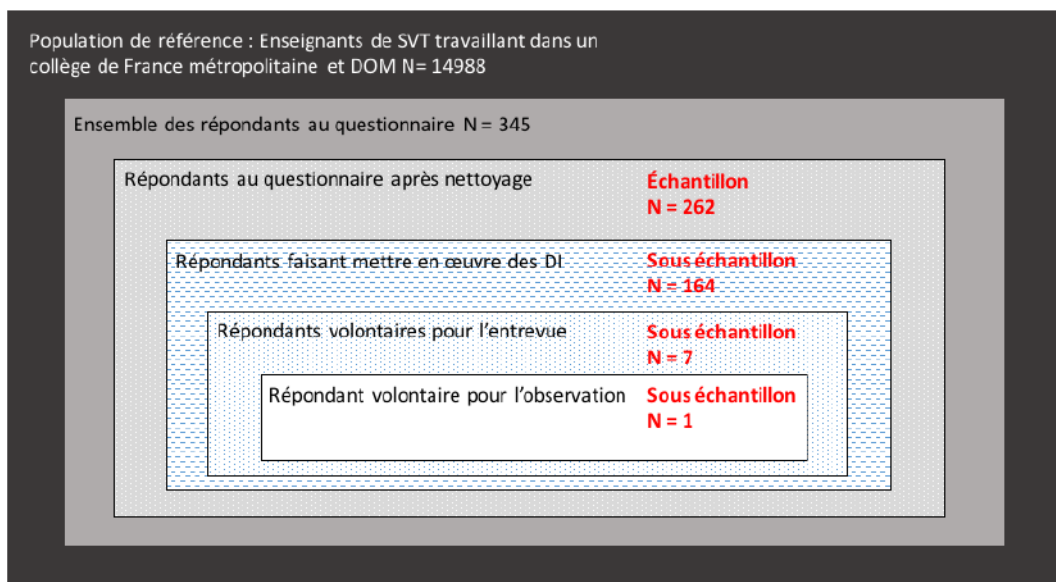 Population de référence : Enseignants de SVT travaillant dans un
collège de France métropolitaine et DOM N= 14988
Ensemble des répondants au questionnaire N = 345
Répondants au questionnaire après nettoyage
Échantillon
N = 262
Répondants faisant mettre en œuvre des DI
Sous échantillon
N = 164
Répondants volontaires pour l'entrevue
Sous échantillon
N = 7
Répondant volontaire pour l'observation
Sous échantillon
N = 1